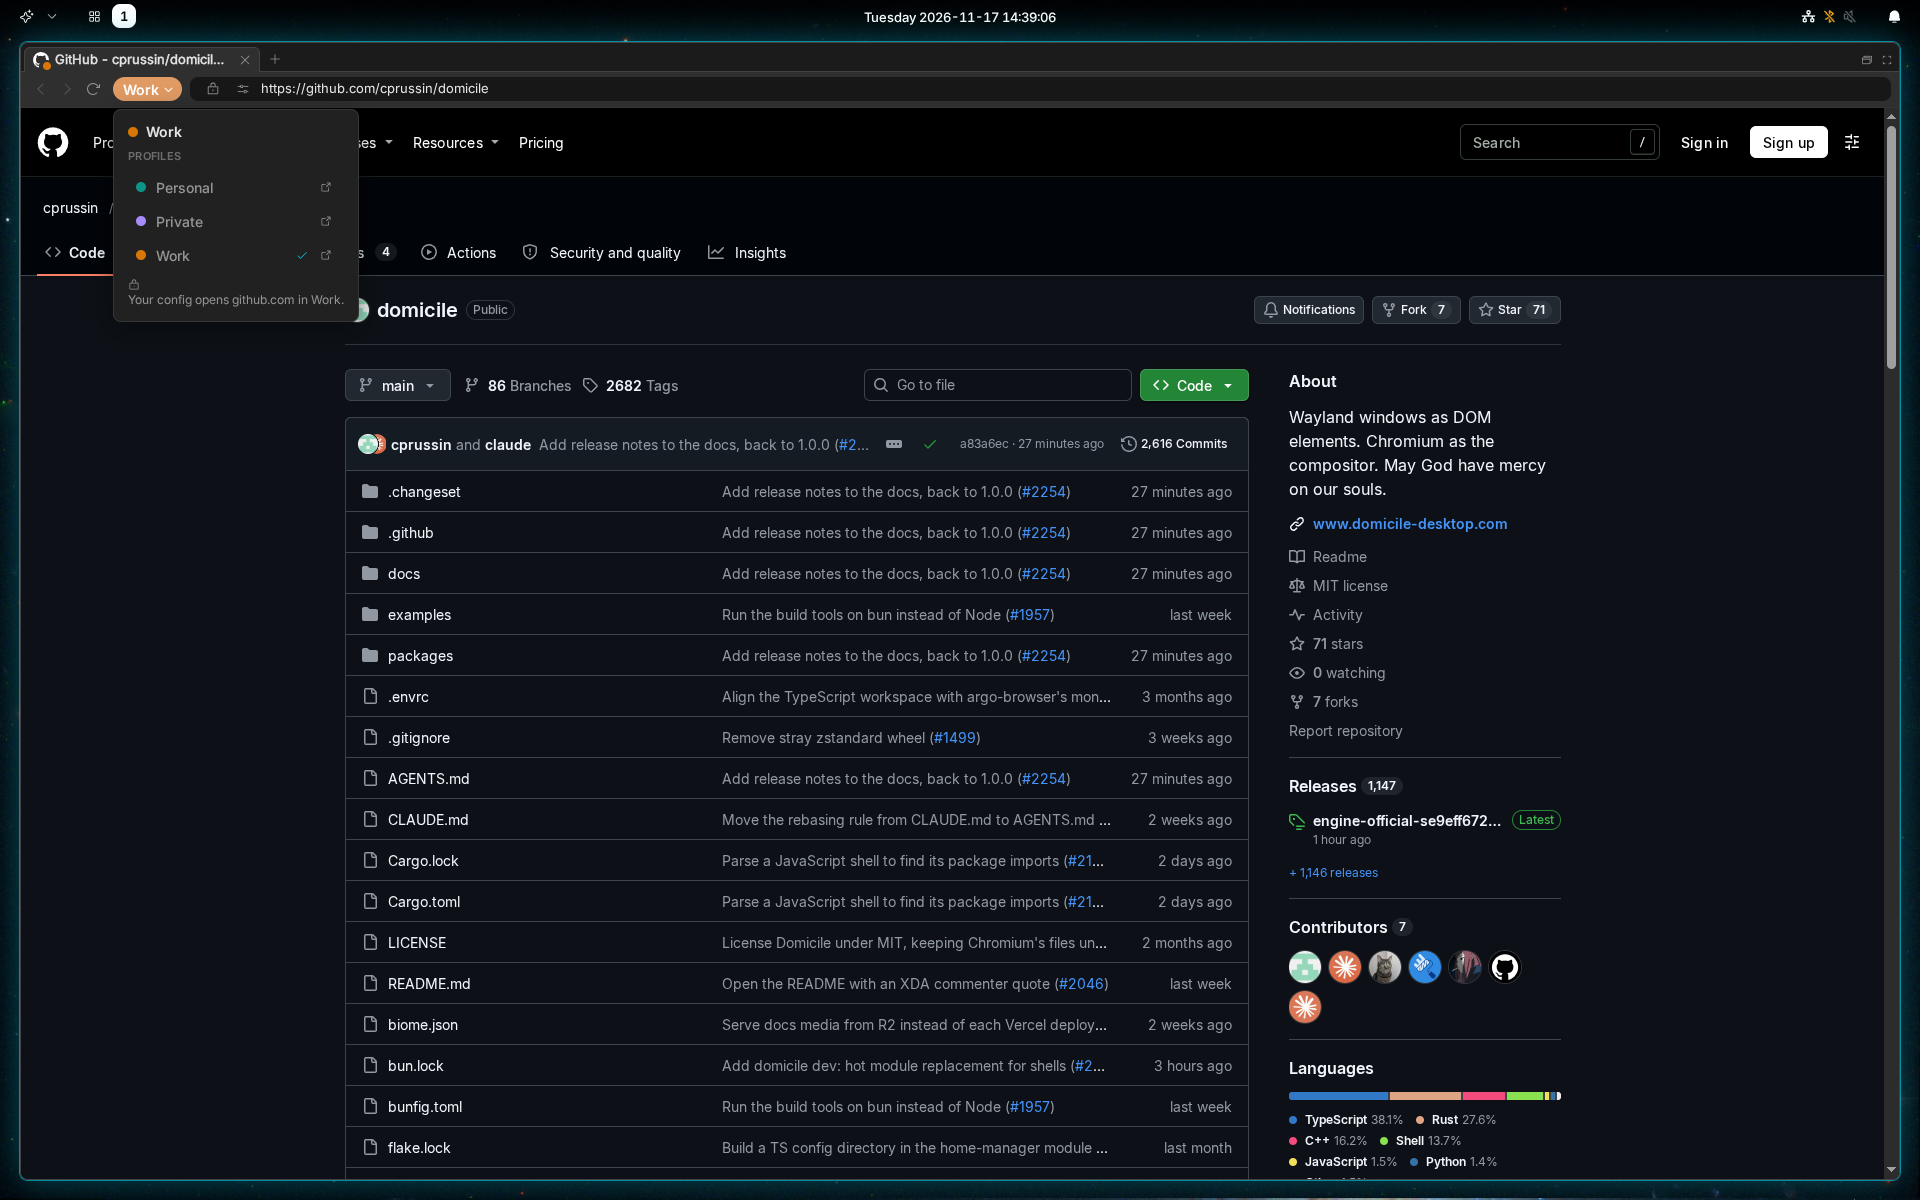 1
Tuesday 2026-11-17 14:39:06
GitHub - cprussin/domicil...
Work
https://github.com/cprussin/domicile
Work
PROFILES
Personal
Private
Work
Your config opens github.com in Work.
Resources
Pricing
Search
/
Sign in
Sign up
cprussin /
Code
4
Actions
Security and quality
Insights
domicile
Public
Notifications
Fork 7
Star 71
main
86 Branches
2682 Tags
Go to file
Code
cprussin and claude Add release notes to the docs, back to 1.0.0 (#2...
a83a6ec · 27 minutes ago
2,616 Commits
.changeset Add release notes to the docs, back to 1.0.0 (#2254) 27 minutes ago
.github Add release notes to the docs, back to 1.0.0 (#2254) 27 minutes ago
docs Add release notes to the docs, back to 1.0.0 (#2254) 27 minutes ago
examples Run the build tools on bun instead of Node (#1957) last week
packages Add release notes to the docs, back to 1.0.0 (#2254) 27 minutes ago
.envrc Align the TypeScript workspace with argo-browser's mon... 3 months ago
.gitignore Remove stray zstandard wheel (#1499) 3 weeks ago
AGENTS.md Add release notes to the docs, back to 1.0.0 (#2254) 27 minutes ago
CLAUDE.md Move the rebasing rule from CLAUDE.md to AGENTS.md ... 2 weeks ago
Cargo.lock Parse a JavaScript shell to find its package imports (#21... 2 days ago
Cargo.toml Parse a JavaScript shell to find its package imports (#21... 2 days ago
LICENSE License Domicile under MIT, keeping Chromium's files un... 2 months ago
README.md Open the README with an XDA commenter quote (#2046) last week
biome.json Serve docs media from R2 instead of each Vercel deploy... 2 weeks ago
bun.lock Add domicile dev: hot module replacement for shells (#2... 3 hours ago
bunfig.toml Run the build tools on bun instead of Node (#1957) last week
flake.lock Build a TS config directory in the home-manager module ... last month
About
Wayland windows as DOM
elements. Chromium as the
compositor. May God have mercy
on our souls.
www.domicile-desktop.com
Readme
MIT license
Activity
71 stars
0 watching
7 forks
Report repository
Releases 1,147
engine-official-se9eff672... Latest
1 hour ago
+ 1,146 releases
Contributors 7
Languages
TypeScript 38.1% Rust 27.6%
C++ 16.2% Shell 13.7%
JavaScript 1.5% Python 1.4%